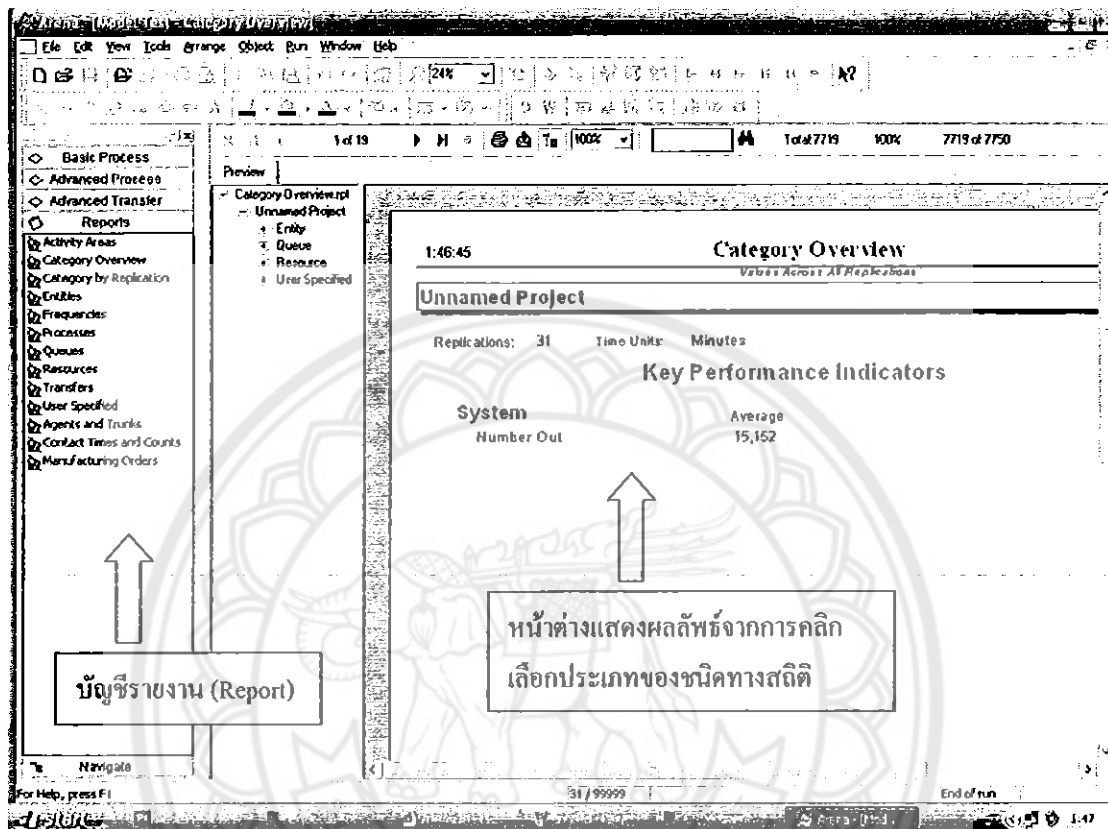 Arena - [Model Test - Category Overview]
File Edit View Tools Arrange Object Run Window Help
24%
1 of 19 100% Total:7719 100% 7719 of 7750
Basic Process
Advanced Process
Advanced Transfer
Reports
Activity Areas
Category Overview
Category by Replication
Entities
Frequencies
Processes
Queues
Resources
Transfers
User Specified
Agents and Trunks
Contact Times and Counts
Manufacturing Orders
Navigate
Preview
Category Overview.rpt
Unnamed Project
Entity
Queue
Resource
User Specified
1:46:45 Category Overview
Values Across All Replications
Unnamed Project
Replications: 31 Time Units: Minutes
Key Performance Indicators
System Average
Number Out 15,152
บัญชีรายงาน (Report)
หน้าต่างแสดงผลลัพธ์จากการคลิก
เลือกประเภทของชนิดทางสถิติ
For Help, press F1 31 / 99999 End of run
start 1:47